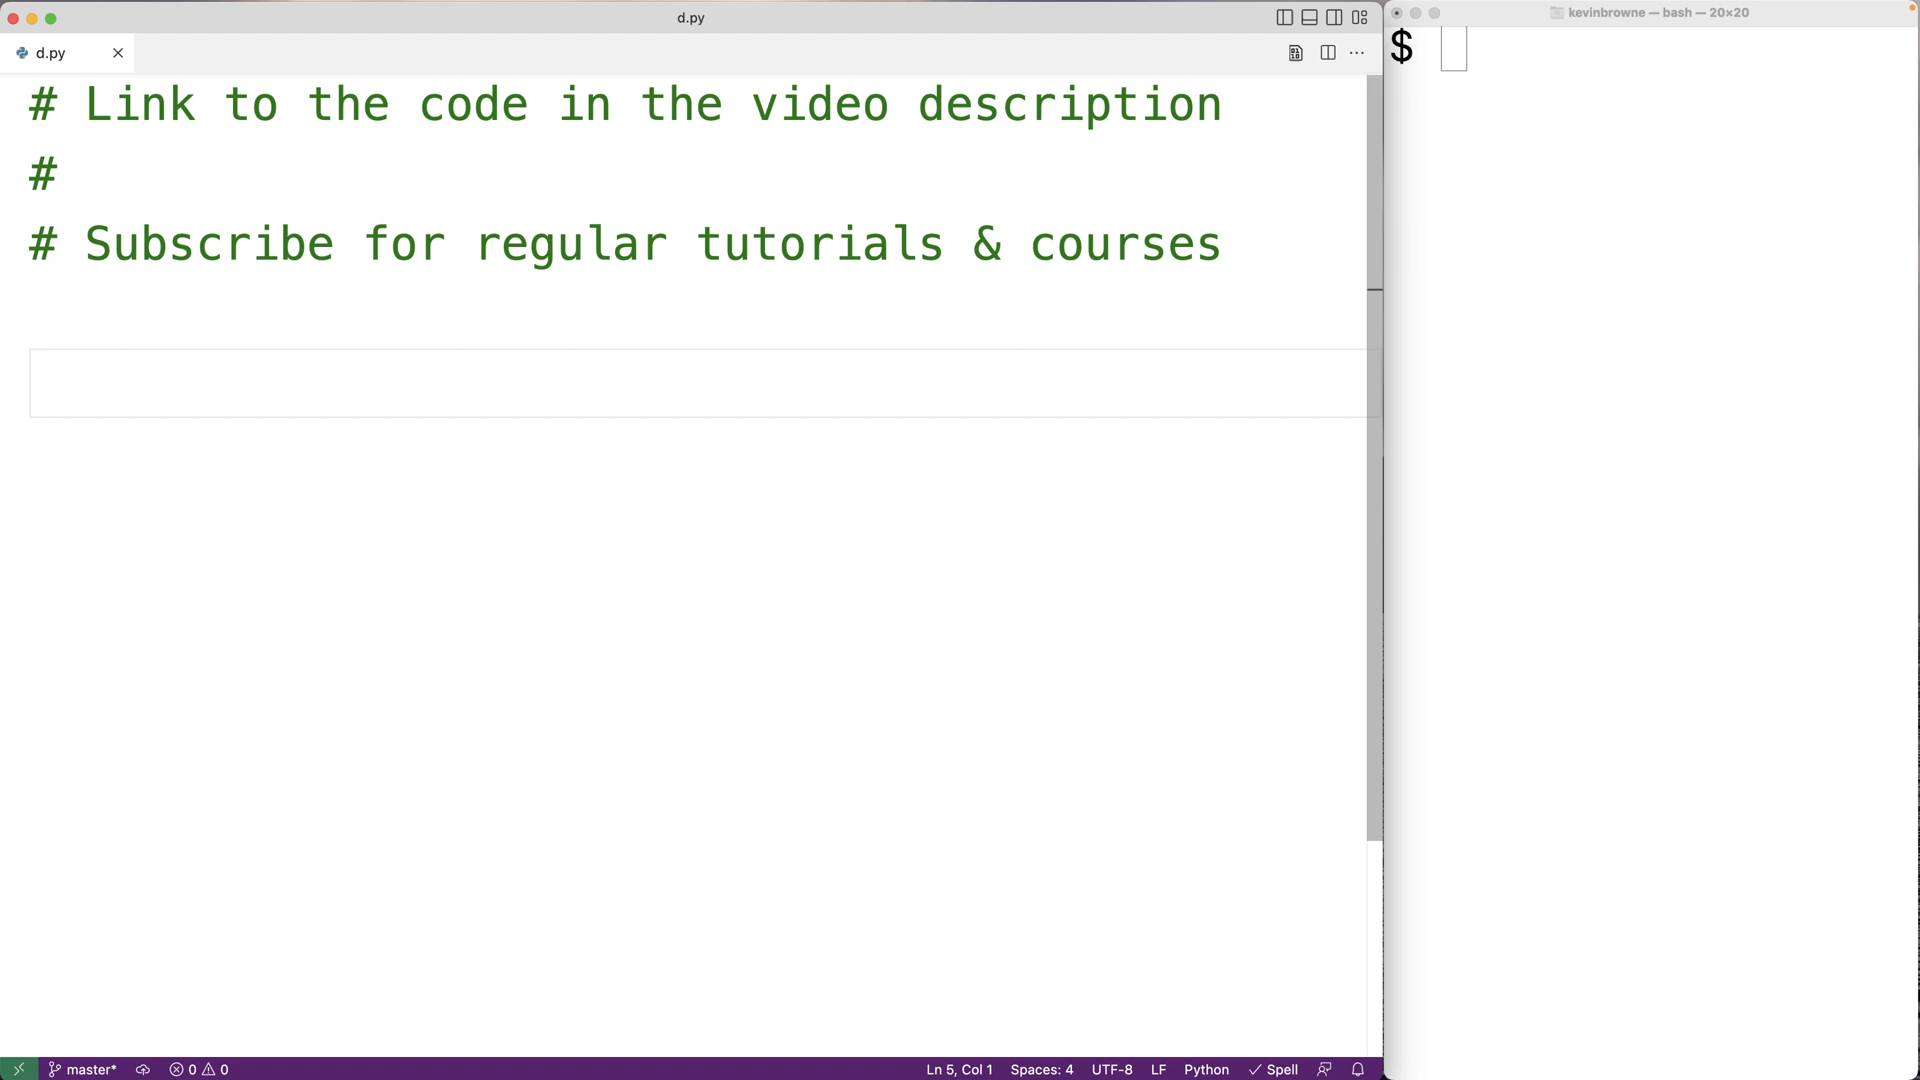 d.py
kevinbrowne — bash — 20×20
d.py
$
# Link to the code in the video description
#
# Subscribe for regular tutorials & courses
master*
0
0
Ln 5, Col 1
Spaces: 4
UTF-8
LF
Python
Spell